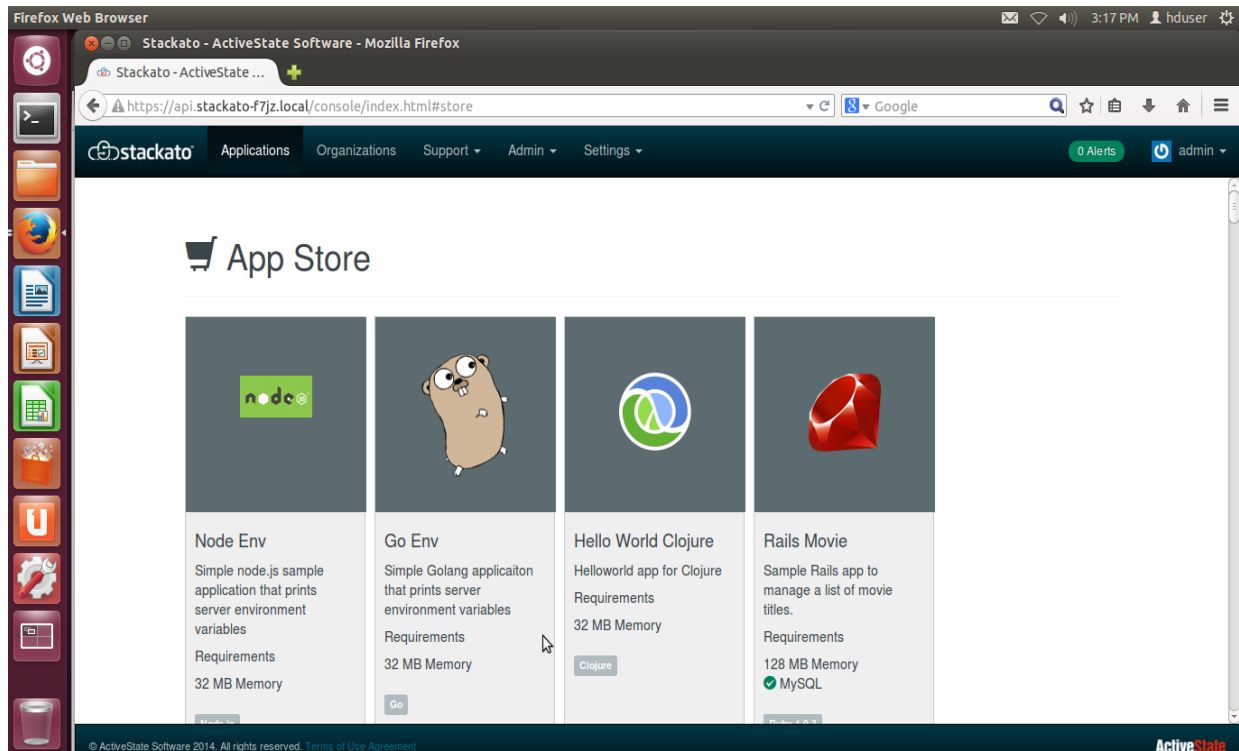 Firefox Web Browser
3:17 PM hduser
Stackato - ActiveState Software - Mozilla Firefox
Stackato - ActiveState ...
https://api.stackato-f7jz.local/console/index.html#store
Google
stackato Applications Organizations Support Admin Settings 0 Alerts admin
App Store
node
Node Env
Simple node.js sample
application that prints
server environment
variables
Requirements
32 MB Memory
Node.js
Go Env
Simple Golang applicaiton
that prints server
environment variables
Requirements
32 MB Memory
Go
Hello World Clojure
Helloworld app for Clojure
Requirements
32 MB Memory
Clojure
Rails Movie
Sample Rails app to
manage a list of movie
titles.
Requirements
128 MB Memory
MySQL
© ActiveState Software 2014. All rights reserved. Terms of Use Agreement
ActiveState